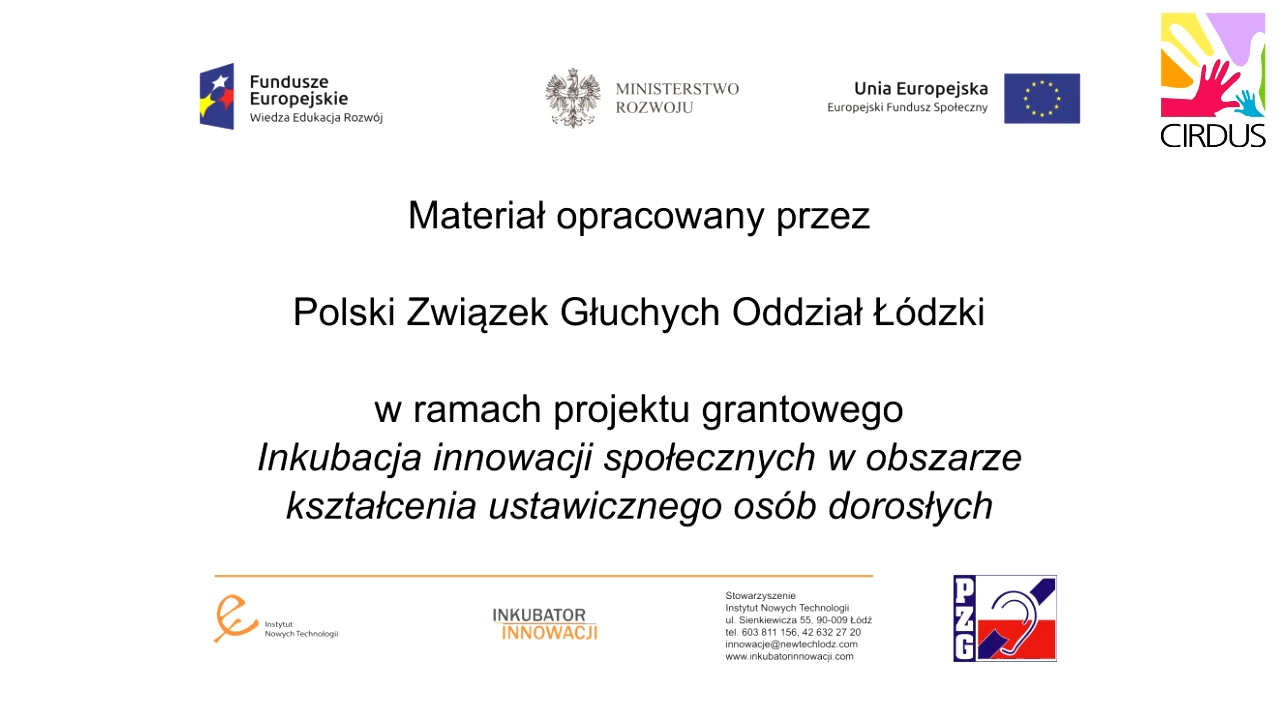 Fundusze
Europejskie
Wiedza Edukacja Rozwój
MINISTERSTWO
ROZWOJU
Unia Europejska
Europejski Fundusz Społeczny
CIRDUS
Materiał opracowany przez
Polski Związek Głuchych Oddział Łódzki
w ramach projektu grantowego
Inkubacja innowacji społecznych w obszarze
kształcenia ustawicznego osób dorosłych
Instytut
Nowych Technologii
INKUBATOR
INNOWACJI
Stowarzyszenie
Instytut Nowych Technologii
ul. Sienkiewicza 55, 90-009 Łódź
tel. 603 811 156, 42 632 27 20
innowacje@newtechlodz.com
www.inkubatorinnowacji.com
PZG